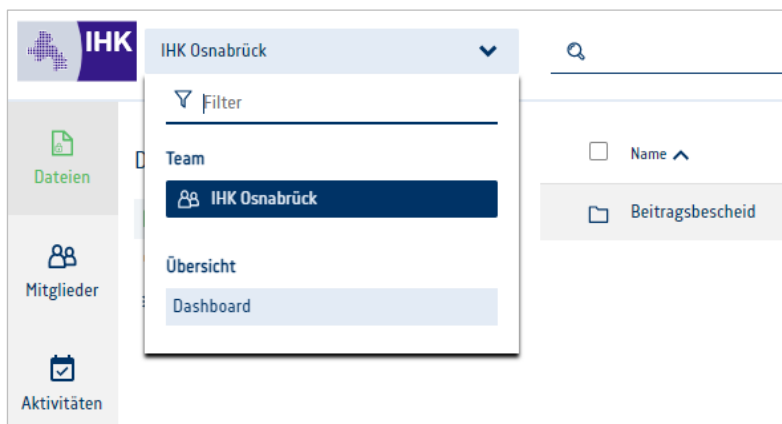 IHK
IHK Osnabrück
Filter
Team
IHK Osnabrück
Übersicht
Dashboard
Dateien
Mitglieder
Aktivitäten
D
Name
Beitragsbescheid